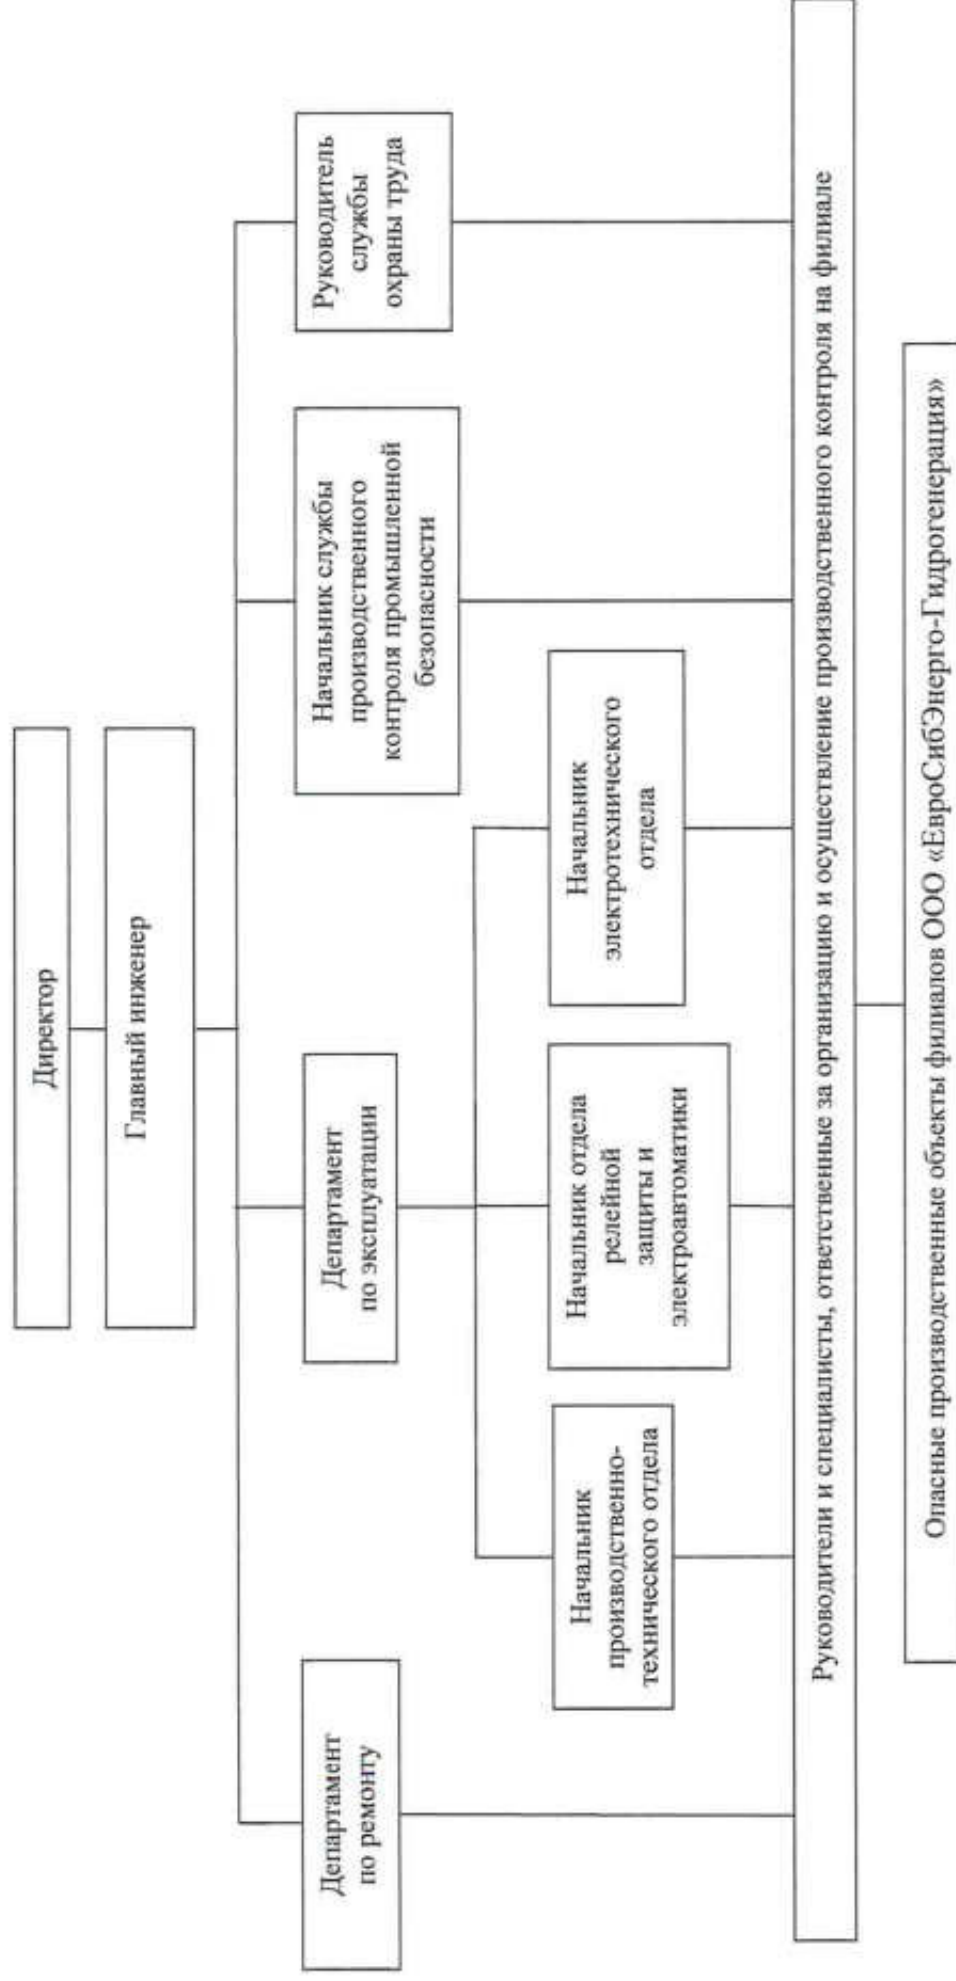 Директор
Главный инженер
Департамент
по ремонту
Департамент
по эксплуатации
Начальник службы
производственного
контроля промышленной
безопасности
Руководитель
службы
охраны труда
Начальник
производственно-
технического отдела
Начальник отдела
релейной
защиты и
электроавтоматики
Начальник
электротехнического
отдела
Руководители и специалисты, ответственные за организацию и осуществление производственного контроля на филиале
Опасные производственные объекты филиалов ООО «ЕвроСибЭнерго-Гидрогенерация»